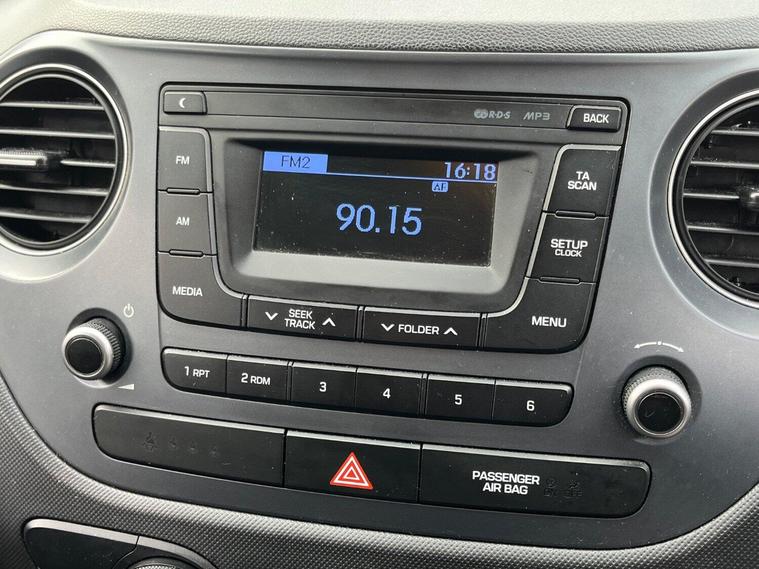 R·D·S MP3 BACK
FM
FM2 16:18
AF
90.15
TA
SCAN
AM
SETUP
CLOCK
MEDIA
SEEK
TRACK
FOLDER
MENU
1 RPT 2 RDM 3 4 5 6
PASSENGER
AIR BAG